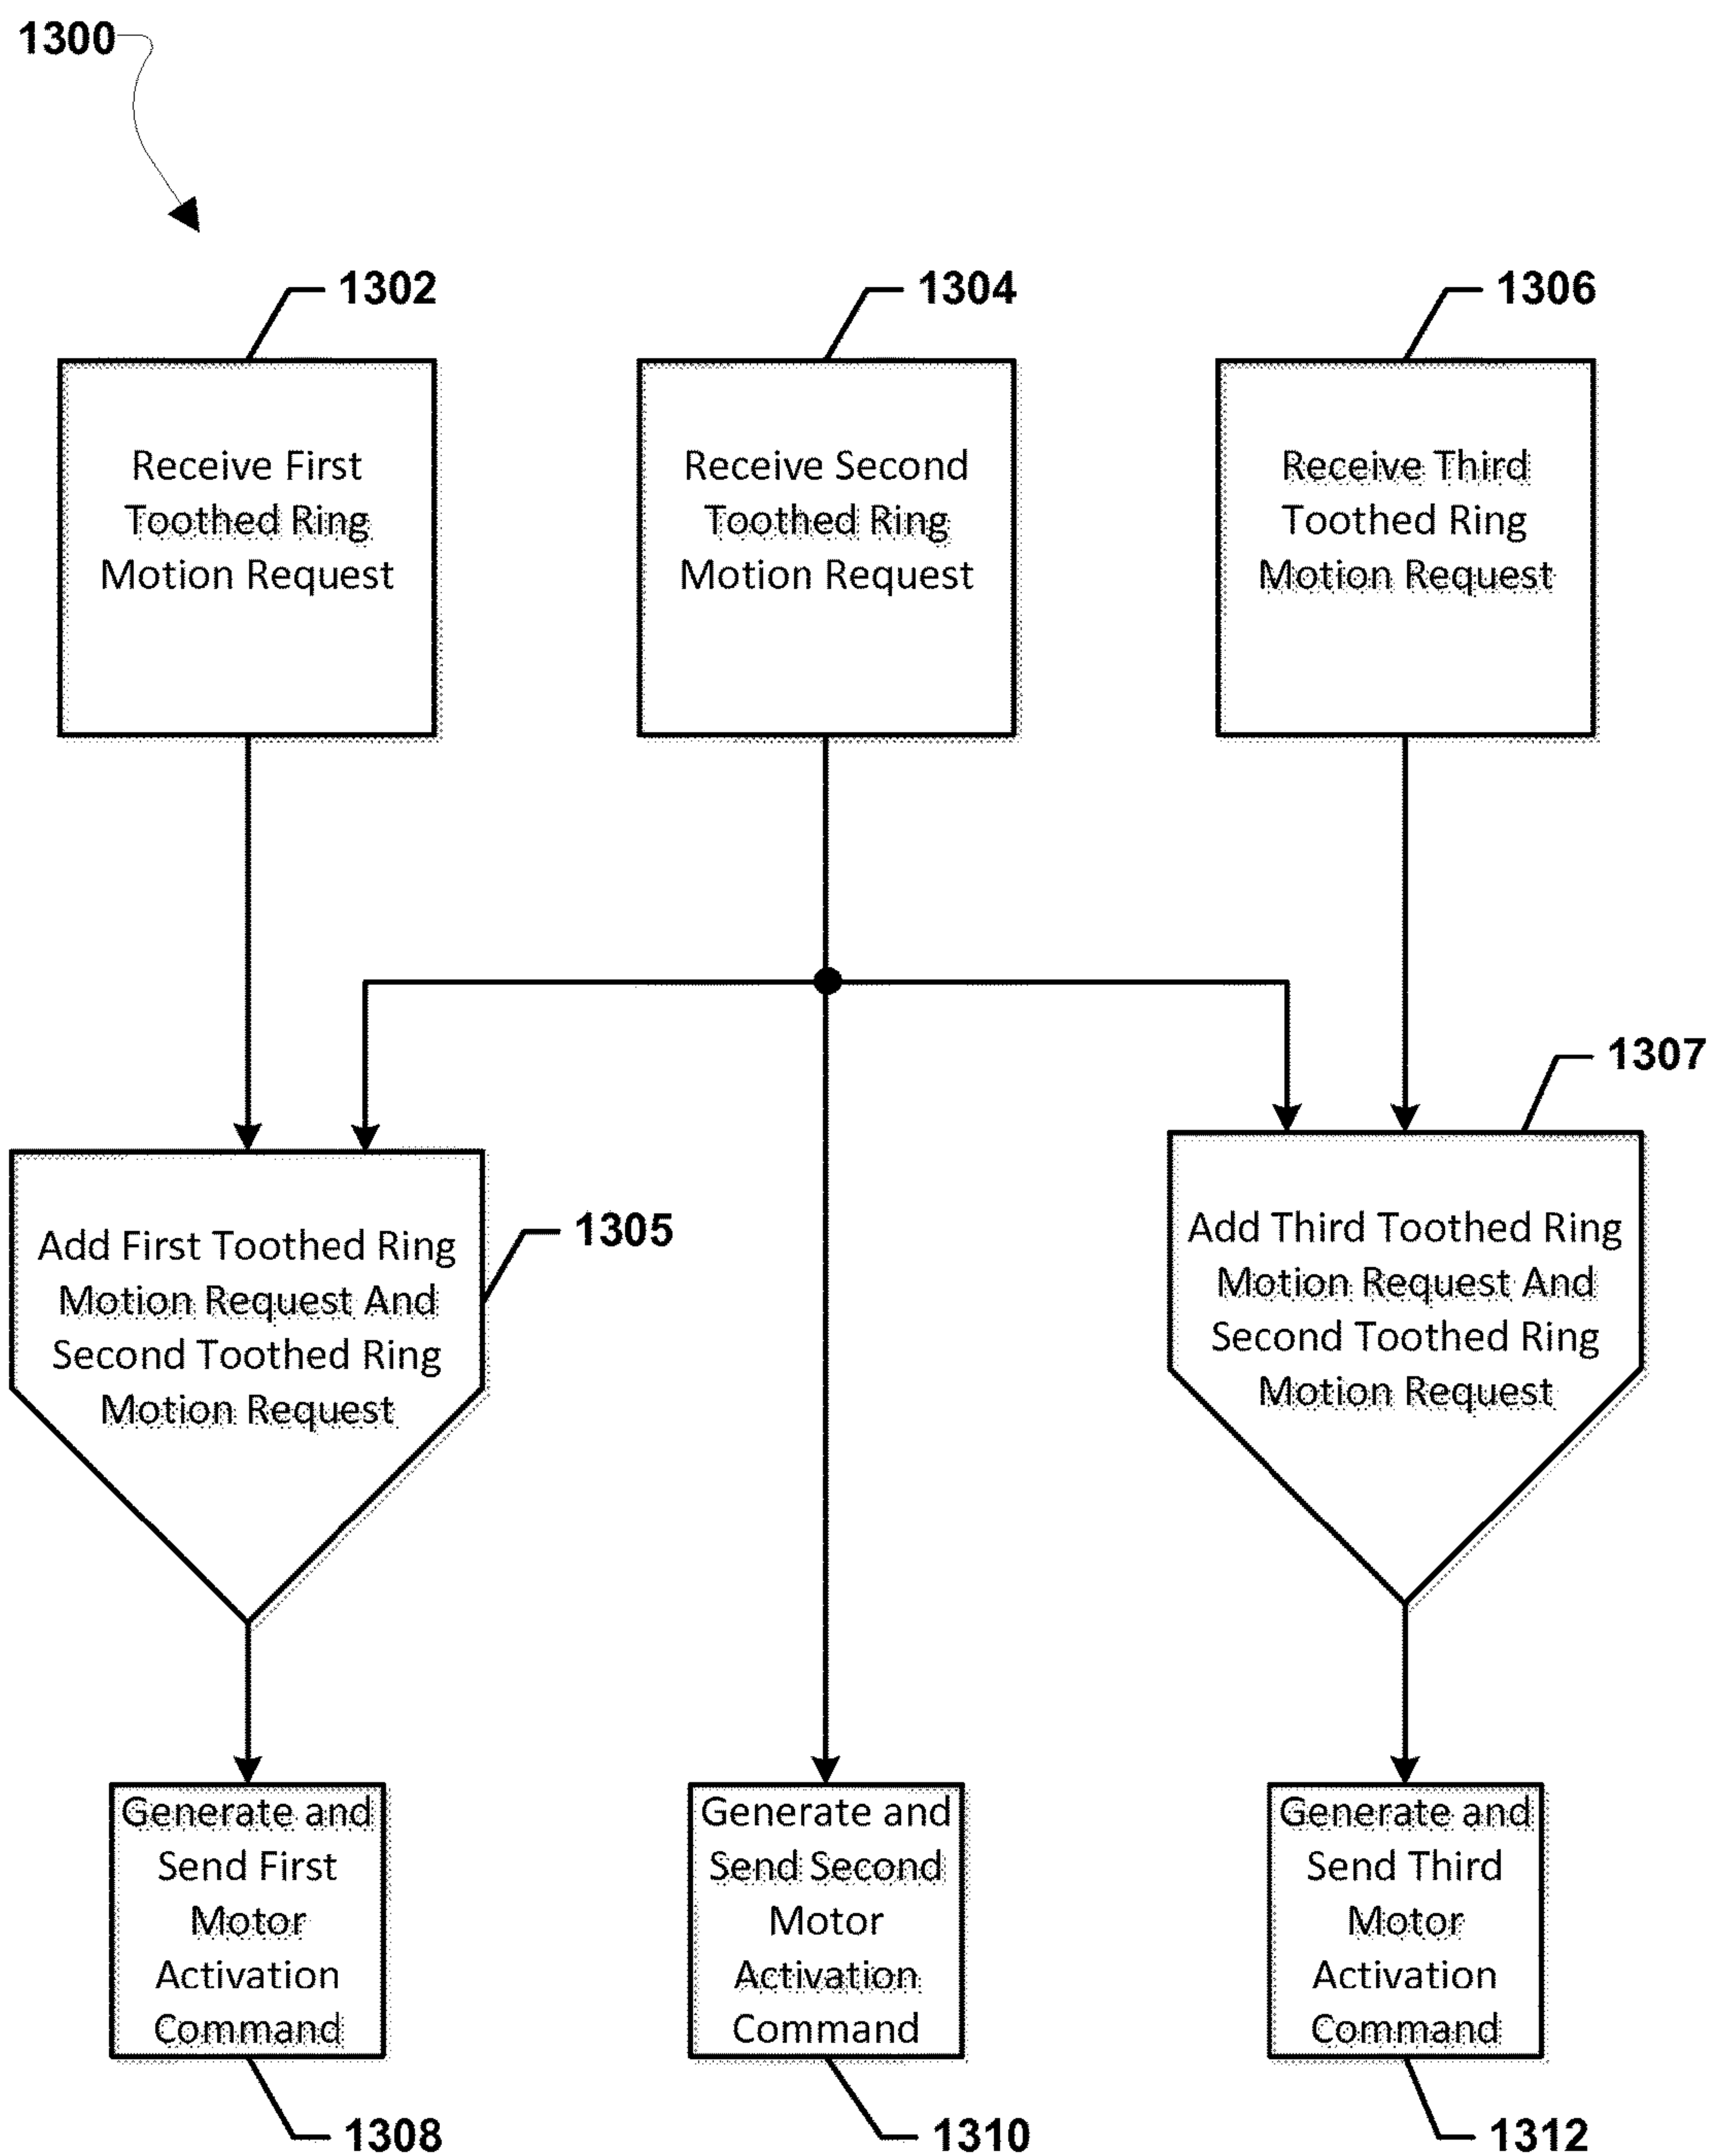 1300
1302
1304
1306
Receive First
Toothed Ring
Motion Request
Receive Second
Toothed Ring
Motion Request
Receive Third
Toothed Ring
Motion Request
1307
1305
Add First Toothed Ring
Motion Request And
Second Toothed Ring
Motion Request
Add Third Toothed Ring
Motion Request And
Second Toothed Ring
Motion Request
Generate and
Send First
Motor
Activation
Command
Generate and
Send Second
Motor
Activation
Command
Generate and
Send Third
Motor
Activation
Command
1308
1310
1312